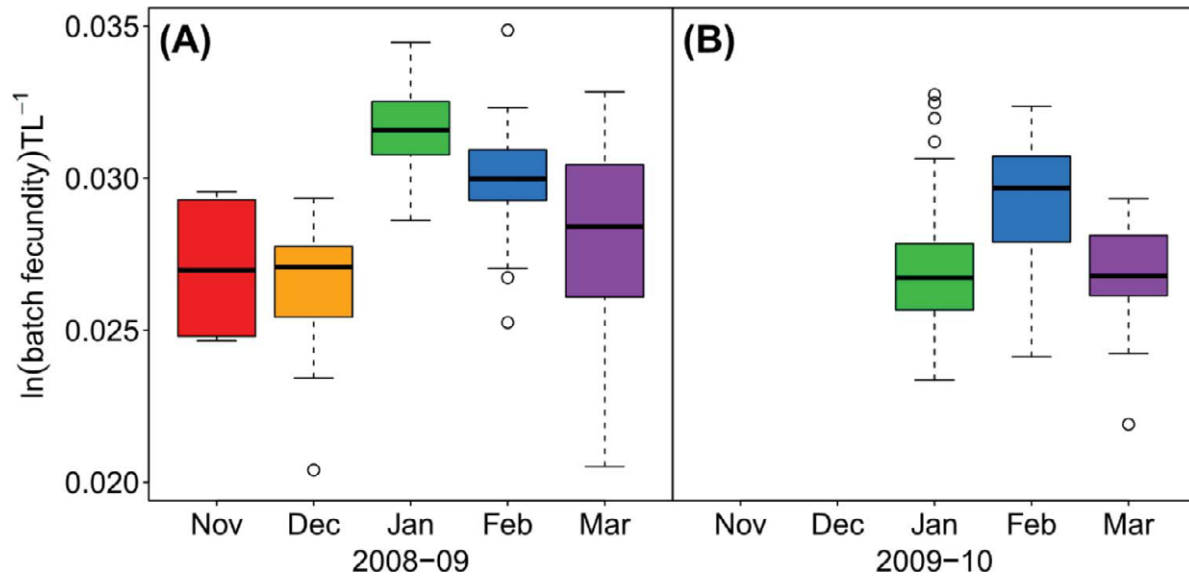 ln(batch fecundity)TL⁻¹
0.035
0.030
0.025
0.020
(A)
(B)
Nov Dec Jan Feb Mar
2008−09
Nov Dec Jan Feb Mar
2009−10